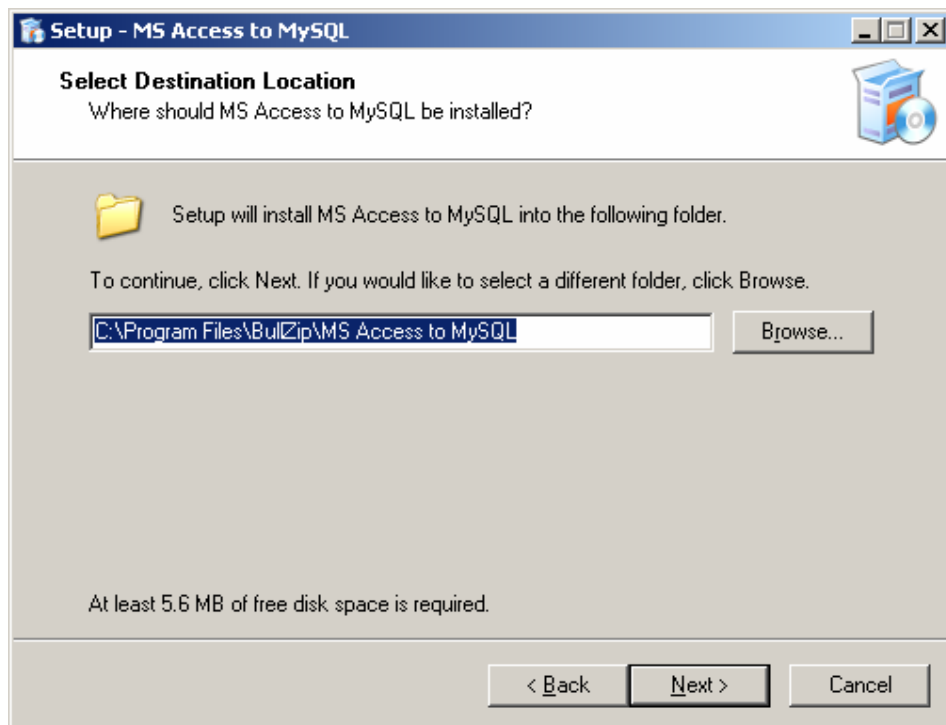 Setup - MS Access to MySQL
Select Destination Location
Where should MS Access to MySQL be installed?
Setup will install MS Access to MySQL into the following folder.
To continue, click Next. If you would like to select a different folder, click Browse.
C:\Program Files\BullZip\MS Access to MySQL
Browse...
At least 5.6 MB of free disk space is required.
< Back
Next >
Cancel